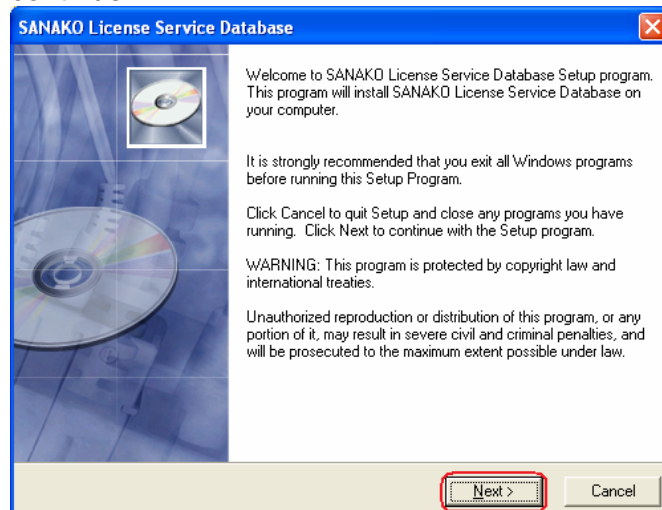 SANAKO License Service Database
Welcome to SANAKO License Service Database Setup program.
This program will install SANAKO License Service Database on
your computer.
It is strongly recommended that you exit all Windows programs
before running this Setup Program.
Click Cancel to quit Setup and close any programs you have
running. Click Next to continue with the Setup program.
WARNING: This program is protected by copyright law and
international treaties.
Unauthorized reproduction or distribution of this program, or any
portion of it, may result in severe civil and criminal penalties, and
will be prosecuted to the maximum extent possible under law.
Next >
Cancel